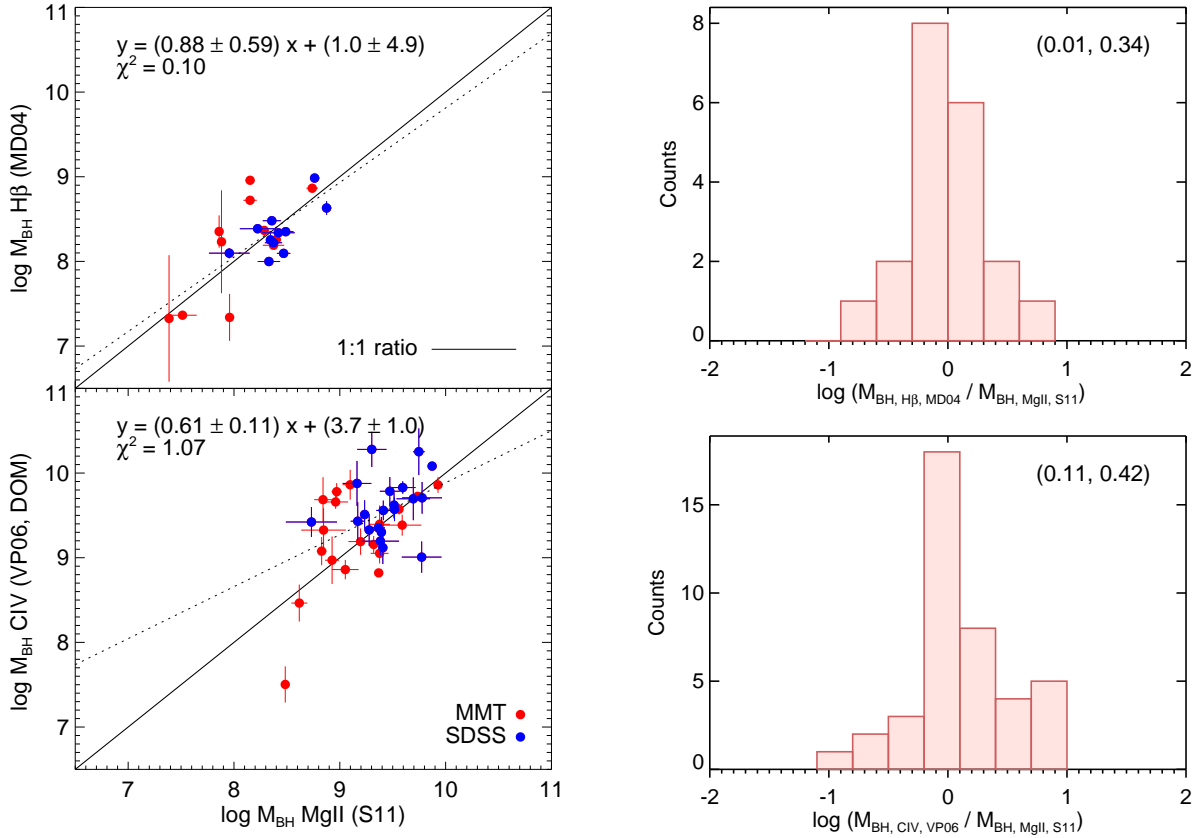 11
10
9
8
7
log M_BH Hβ (MD04)
y = (0.88 ± 0.59) x + (1.0 ± 4.9)
χ² = 0.10
1:1 ratio
11
10
9
8
7
log M_BH CIV (VP06, DOM)
y = (0.61 ± 0.11) x + (3.7 ± 1.0)
χ² = 1.07
MMT
SDSS
7 8 9 10 11
log M_BH MgII (S11)
8
6
4
2
0
Counts
(0.01, 0.34)
-2 -1 0 1 2
log (M_BH, Hβ, MD04 / M_BH, MgII, S11)
15
10
5
0
Counts
(0.11, 0.42)
-2 -1 0 1 2
log (M_BH, CIV, VP06 / M_BH, MgII, S11)